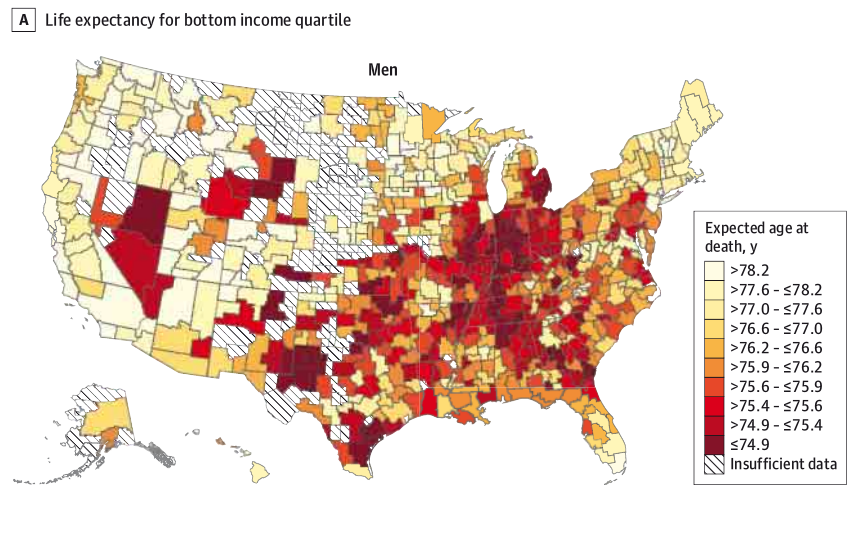 A Life expectancy for bottom income quartile
Men
Expected age at
death, y
>78.2
>77.6 - ≤78.2
>77.0 - ≤77.6
>76.6 - ≤77.0
>76.2 - ≤76.6
>75.9 - ≤76.2
>75.6 - ≤75.9
>75.4 - ≤75.6
>74.9 - ≤75.4
≤74.9
Insufficient data